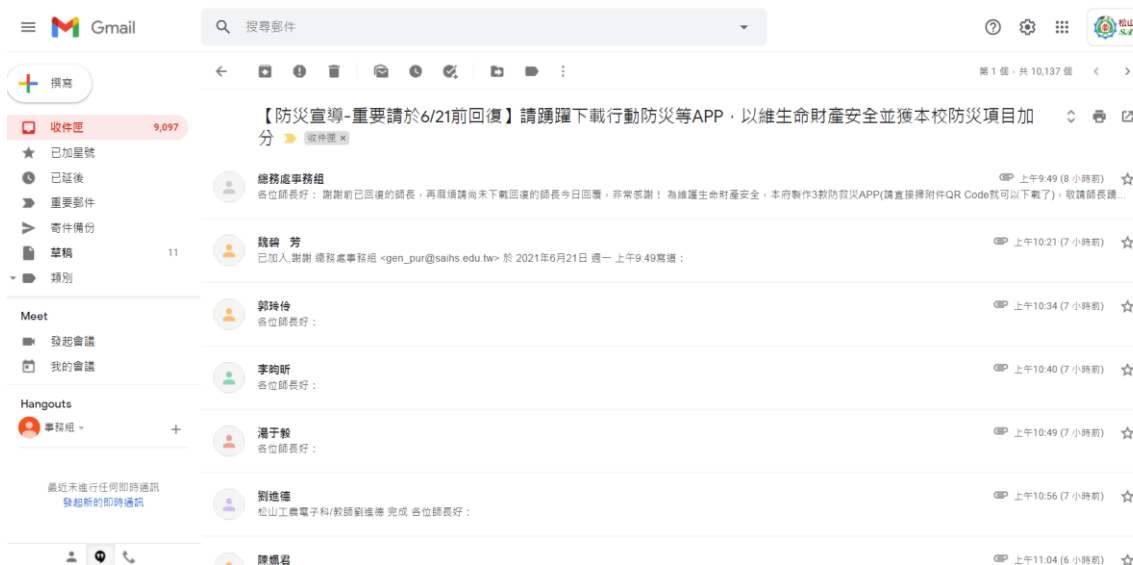 Gmail
搜尋郵件
松山
撰寫
第 1 個，共 10,137 個
收件匣 9,097
已加星號
已延後
重要郵件
寄件備份
草稿 11
類別
Meet
發起會議
我的會議
Hangouts
事務組
最近未進行任何即時通訊
發起新的即時通訊
【防災宣導-重要請於6/21前回復】請踴躍下載行動防災等APP，以維生命財產安全並獲本校防災項目加
分 收件匣 ×
總務處事務組 上午9:49 (8 小時前)
各位師長好： 謝謝前已回復的師長，再麻煩請尚未下載回復的師長今日回覆，非常感謝！ 為維護生命財產安全，本府製作3款防救災APP(請直接掃附件QR Code就可以下載了)，敬請師長踴...
魏碧 芳 上午10:21 (7 小時前)
已加入,謝謝 總務處事務組 <gen_pur@saihs.edu.tw> 於 2021年6月21日 週一 上午9:49寫道：
郭玲伶 上午10:34 (7 小時前)
各位師長好：
李昀昕 上午10:40 (7 小時前)
各位師長好：
湯于毅 上午10:49 (7 小時前)
各位師長好：
劉進德 上午10:56 (7 小時前)
松山工農電子科/教師劉進德 完成 各位師長好：
陳姵君 上午11:04 (6 小時前)